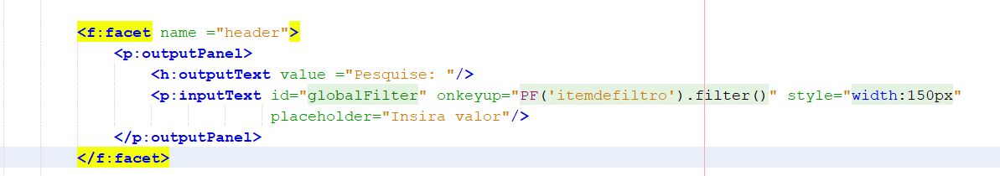 <f:facet name ="header">
<p:outputPanel>
<h:outputText value ="Pesquise: "/>
<p:inputText id="globalFilter" onkeyup="PF('itemdefiltro').filter()" style="width:150px"
placeholder="Insira valor"/>
</p:outputPanel>
</f:facet>